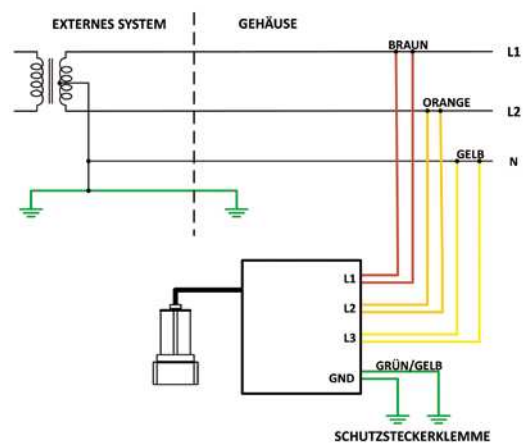 EXTERNES SYSTEM
GEHÄUSE
BRAUN
L1
ORANGE
L2
GELB
N
L1
L2
L3
GRÜN/GELB
GND
SCHUTZSTECKERKLEMME